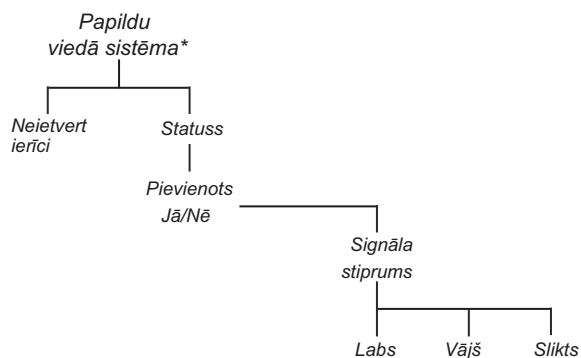 Papildu
viedā sistēma*
Neietvert
ierīci
Statuss
Pievienots
Jā/Nē
Signāla
stiprums
Labs
Vājš
Slikts